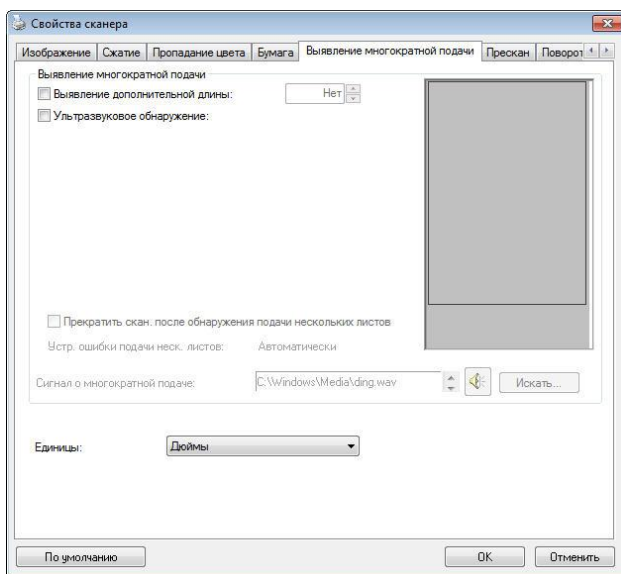 Свойства сканера
Изображение Сжатие Пропадание цвета Бумага Выявление многократной подачи Прескан Поворот
Выявление многократной подачи
Выявление дополнительной длины: Нет
Ультразвуковое обнаружение:
Прекратить скан. после обнаружения подачи нескольких листов
Устр. ошибки подачи неск. листов: Автоматически
Сигнал о многократной подаче: C:\Windows\Media\ding.wav Искать...
Единицы: Дюймы
По умолчанию OK Отменить